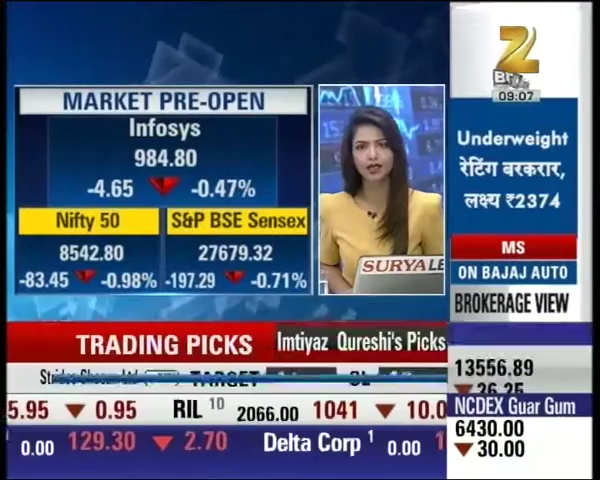 MARKET PRE-OPEN
Infosys
984.80
-4.65 -0.47%
Nifty 50
8542.80
-83.45 -0.98%
S&P BSE Sensex
27679.32
-197.29 -0.71%
SURYA LE
Z
09:07
Underweight
रेटिंग बरकरार,
लक्ष्य ₹2374
MS
ON BAJAJ AUTO
BROKERAGE VIEW
TRADING PICKS
Imtiyaz Qureshi's Picks
TARGET SL
13556.89
36.25
NCDEX Guar Gum
6430.00
30.00
5.95 0.95 RIL 10 2066.00 1041 10.0
0.00 129.30 2.70 Delta Corp 1 0.00 1